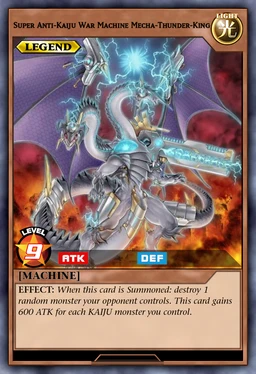 Super Anti-Kaiju War Machine Mecha-Thunder-King
LIGHT
光
LEGEND
LEVEL
9
ATK
DEF
[MACHINE]
EFFECT: When this card is Summoned: destroy 1
random monster your opponent controls. This card gains
600 ATK for each KAIJU monster you control.